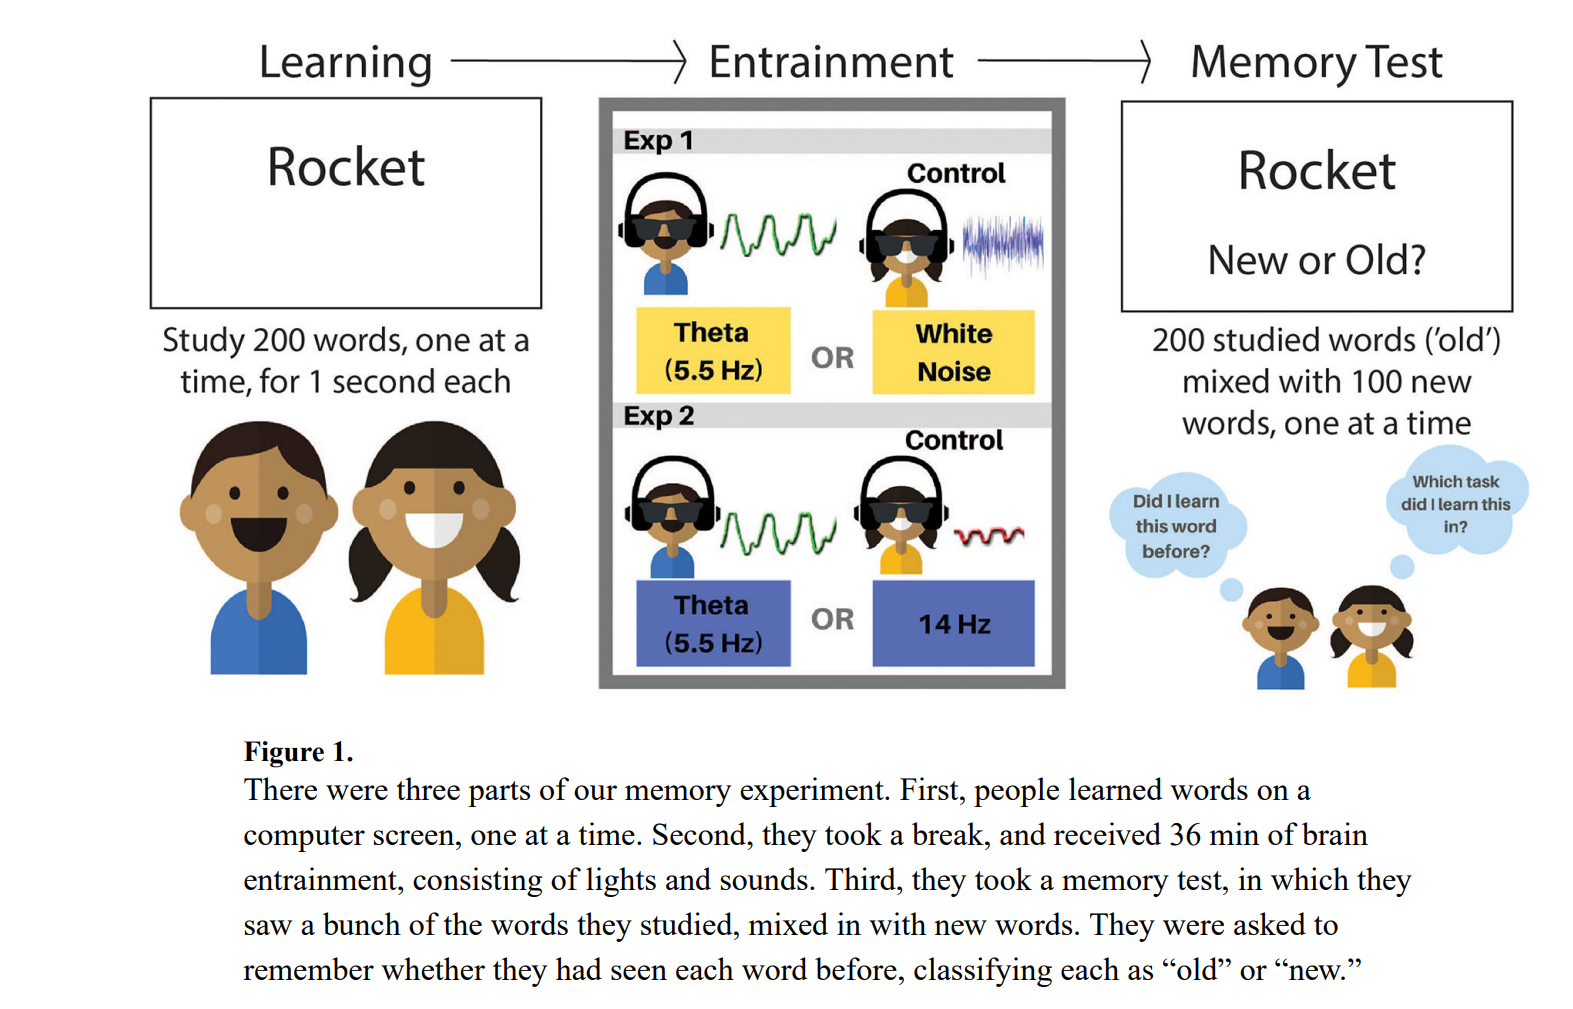 Learning
Entrainment
Memory Test
Rocket
Study 200 words, one at a
time, for 1 second each
Exp 1
Control
Theta
(5.5 Hz)
OR
White
Noise
Exp 2
Control
Theta
(5.5 Hz)
OR
14 Hz
Rocket
New or Old?
200 studied words (‘old’)
mixed with 100 new
words, one at a time
Did I learn
this word
before?
Which task
did I learn this
in?
Figure 1.
There were three parts of our memory experiment. First, people learned words on a
computer screen, one at a time. Second, they took a break, and received 36 min of brain
entrainment, consisting of lights and sounds. Third, they took a memory test, in which they
saw a bunch of the words they studied, mixed in with new words. They were asked to
remember whether they had seen each word before, classifying each as “old” or “new.”